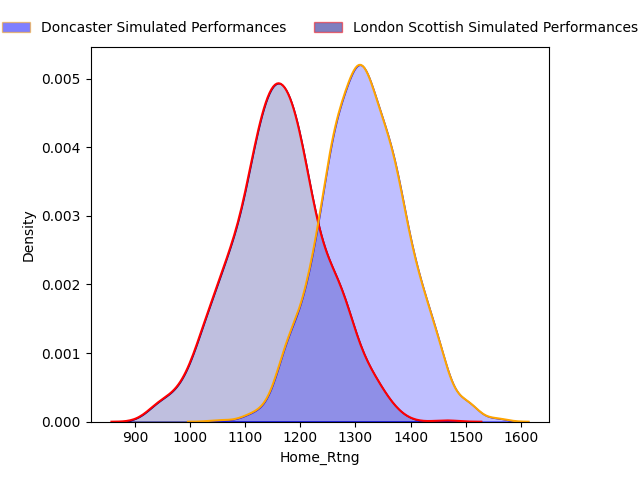 Doncaster Simulated Performances London Scottish Simulated Performances
0.005
0.004
0.003
0.002
0.001
0.000
Density
900 1000 1100 1200 1300 1400 1500 1600
Home_Rtng